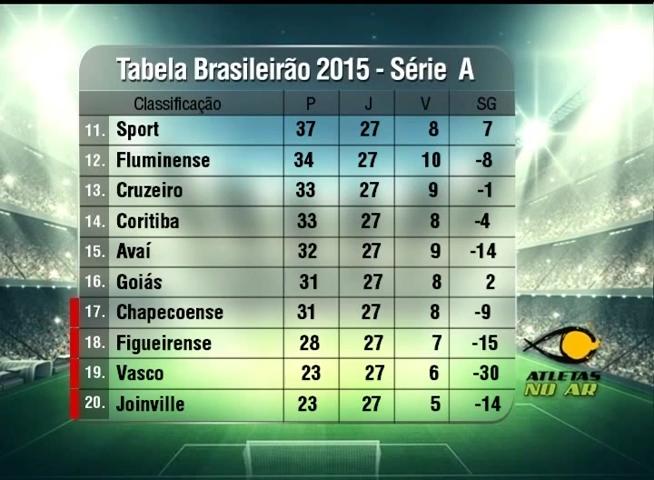 Tabela Brasileirão 2015 - Série A
Classificação P J V SG
11. Sport 37 27 8 7
12. Fluminense 34 27 10 -8
13. Cruzeiro 33 27 9 -1
14. Coritiba 33 27 8 -4
15. Avaí 32 27 9 -14
16. Goiás 31 27 8 2
17. Chapecoense 31 27 8 -9
18. Figueirense 28 27 7 -15
19. Vasco 23 27 6 -30
20. Joinville 23 27 5 -14
ATLETAS
NO AR